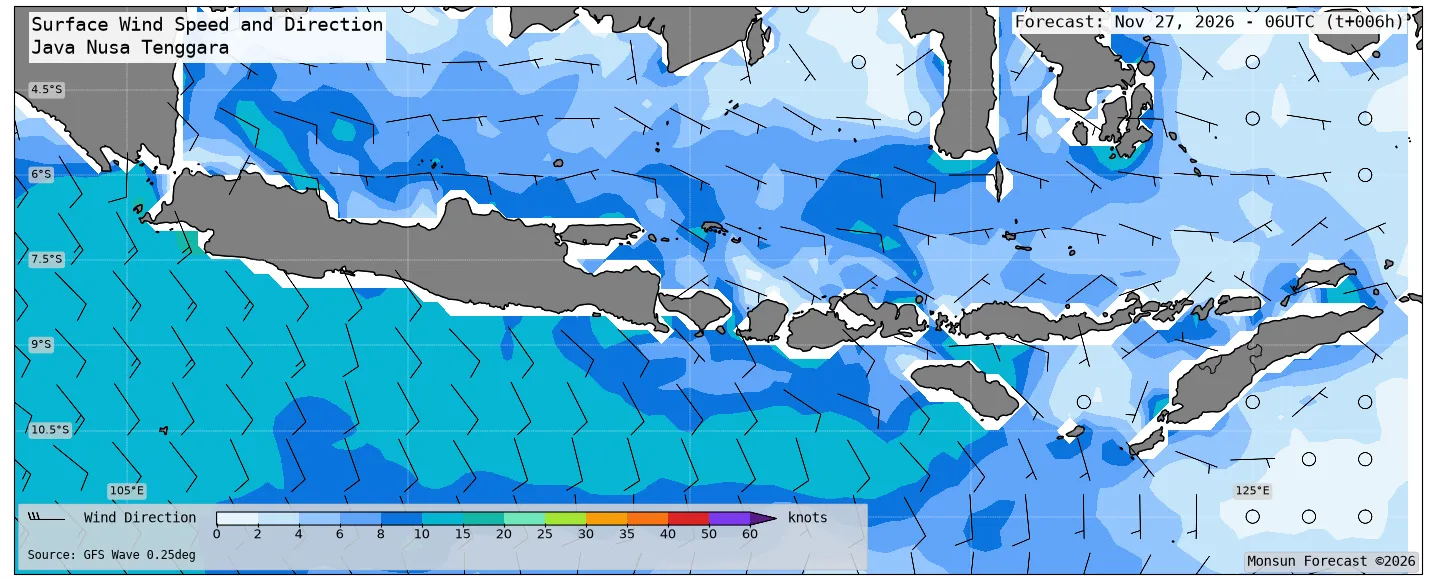 Surface Wind Speed and Direction
Java Nusa Tenggara
Forecast: Nov 27, 2026 - 06UTC (t+006h)
4.5°S
6°S
7.5°S
9°S
10.5°S
105°E
125°E
Wind Direction
knots
0 2 4 6 8 10 15 20 25 30 40 50 60
Source: GFS Wave 0.25deg
Monsun Forecast ©2026